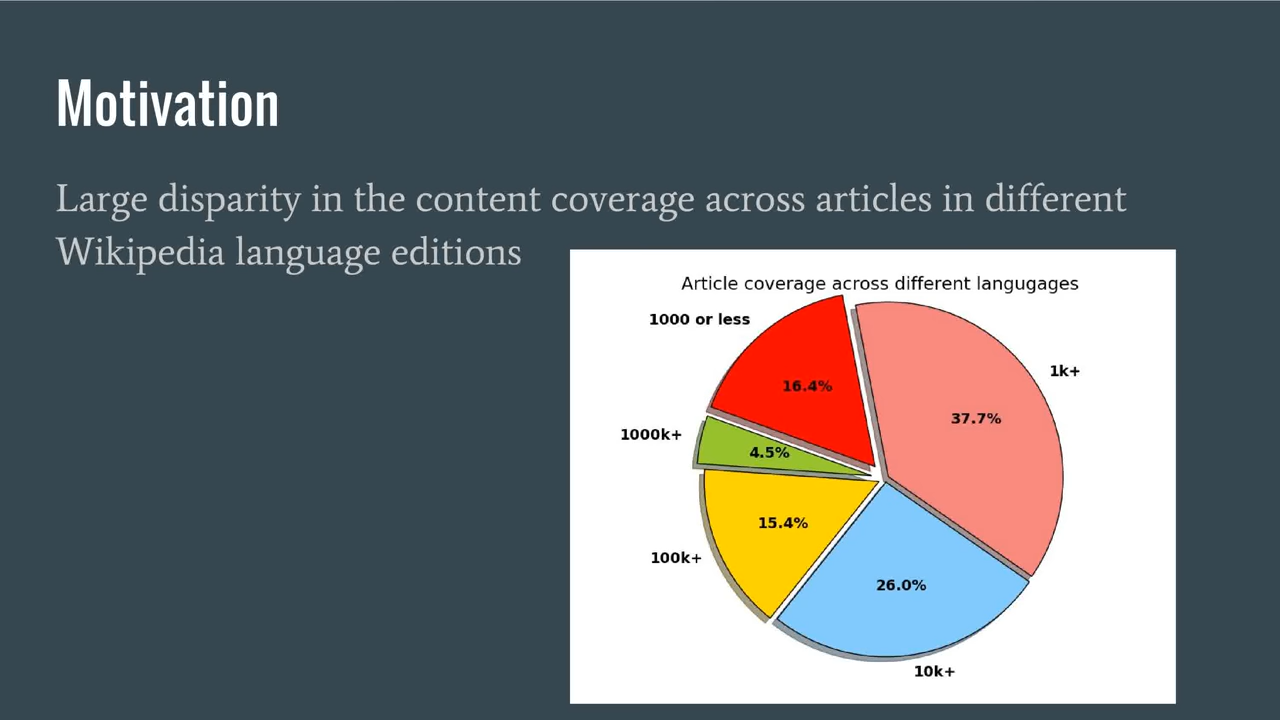 Motivation
Large disparity in the content coverage across articles in different
Wikipedia language editions
Article coverage across different langugages
1000 or less
1k+
16.4%
37.7%
1000k+
4.5%
15.4%
100k+
26.0%
10k+